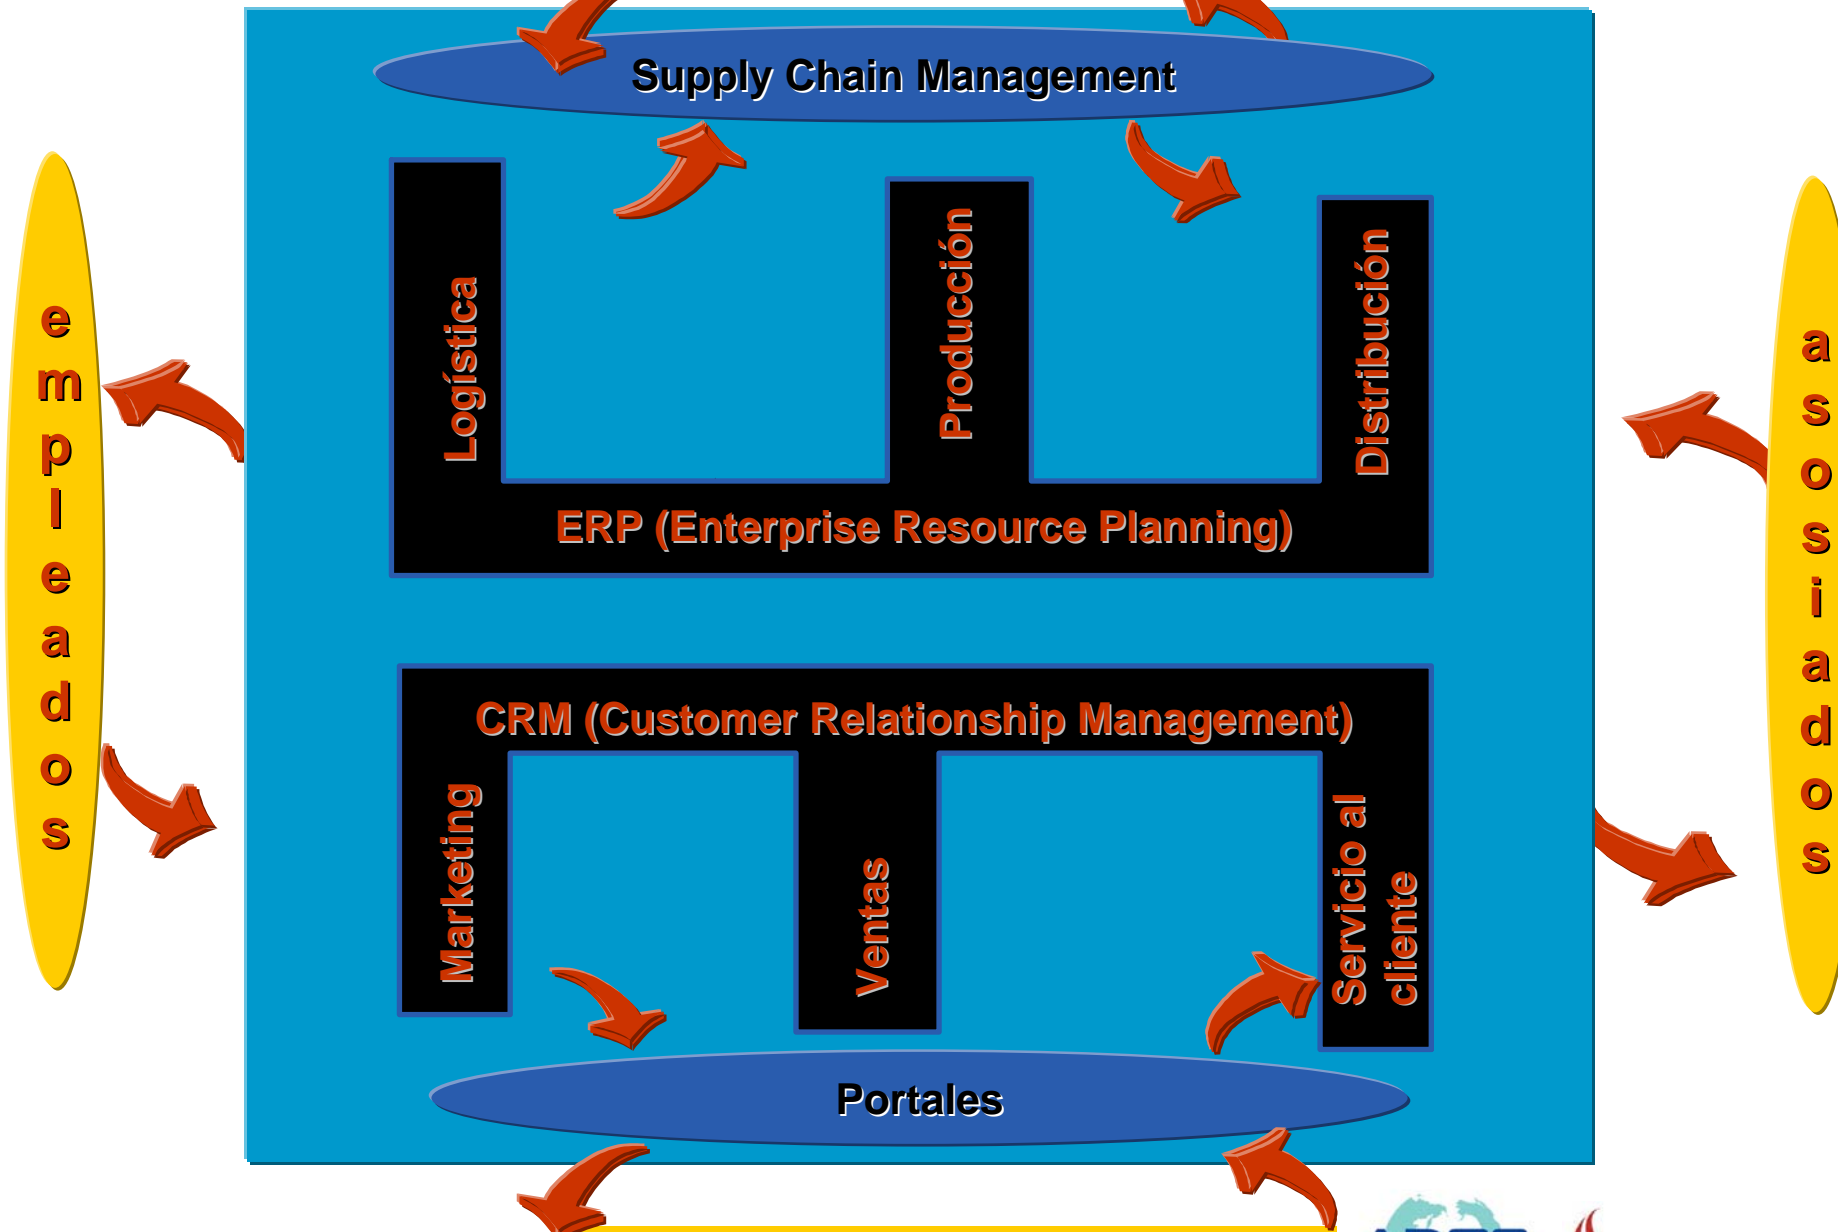 Supply Chain Management
empleados
Logística
Producción
Distribución
asosiados
ERP (Enterprise Resource Planning)
CRM (Customer Relationship Management)
Marketing
Ventas
Servicio al
cliente
Portales